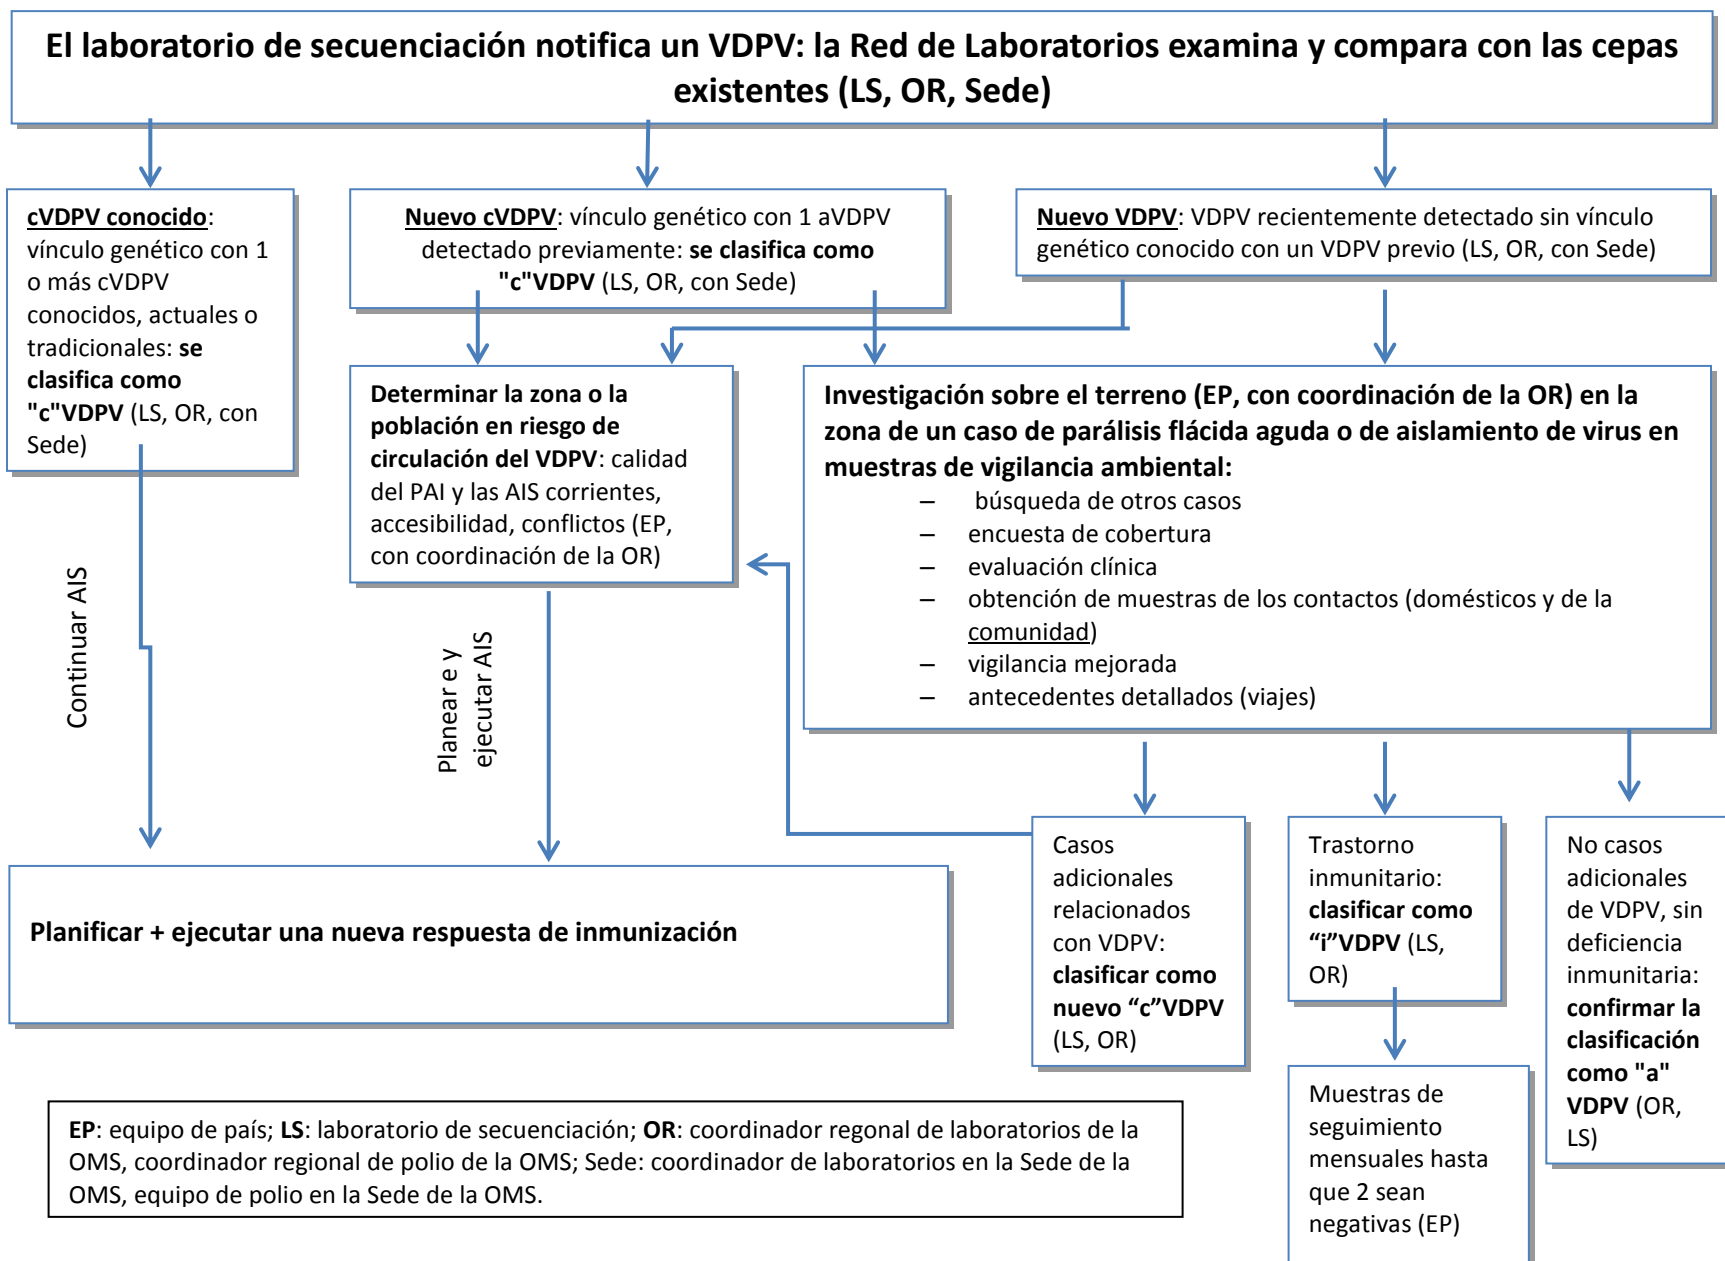 El laboratorio de secuenciación notifica un VDPV: la Red de Laboratorios examina y compara con las cepas
existentes (LS, OR, Sede)
cVDPV conocido:
vínculo genético con 1
o más cVDPV
conocidos, actuales o
tradicionales: se
clasifica como
"c"VDPV (LS, OR, con
Sede)
Nuevo cVDPV: vínculo genético con 1 aVDPV
detectado previamente: se clasifica como
"c"VDPV (LS, OR, con Sede)
Nuevo VDPV: VDPV recientemente detectado sin vínculo
genético conocido con un VDPV previo (LS, OR, con Sede)
Determinar la zona o la
población en riesgo de
circulación del VDPV: calidad
del PAI y las AIS corrientes,
accesibilidad, conflictos (EP,
con coordinación de la OR)
Investigación sobre el terreno (EP, con coordinación de la OR) en la
zona de un caso de parálisis flácida aguda o de aislamiento de virus en
muestras de vigilancia ambiental:
– búsqueda de otros casos
– encuesta de cobertura
– evaluación clínica
– obtención de muestras de los contactos (domésticos y de la
comunidad)
– vigilancia mejorada
– antecedentes detallados (viajes)
Continuar AIS
Planear e y
ejecutar AIS
Planificar + ejecutar una nueva respuesta de inmunización
Casos
adicionales
relacionados
con VDPV:
clasificar como
nuevo “c”VDPV
(LS, OR)
Trastorno
inmunitario:
clasificar como
“i”VDPV (LS,
OR)
No casos
adicionales
de VDPV, sin
deficiencia
inmunitaria:
confirmar la
clasificación
como "a"
VDPV (OR,
LS)
Muestras de
seguimiento
mensuales hasta
que 2 sean
negativas (EP)
EP: equipo de país; LS: laboratorio de secuenciación; OR: coordinador regonal de laboratorios de la
OMS, coordinador regional de polio de la OMS; Sede: coordinador de laboratorios en la Sede de la
OMS, equipo de polio en la Sede de la OMS.